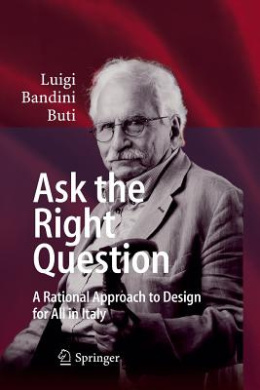 Luigi
Bandini
Buti
Ask the
Right
Question
A Rational Approach to Design
for All in Italy
Springer